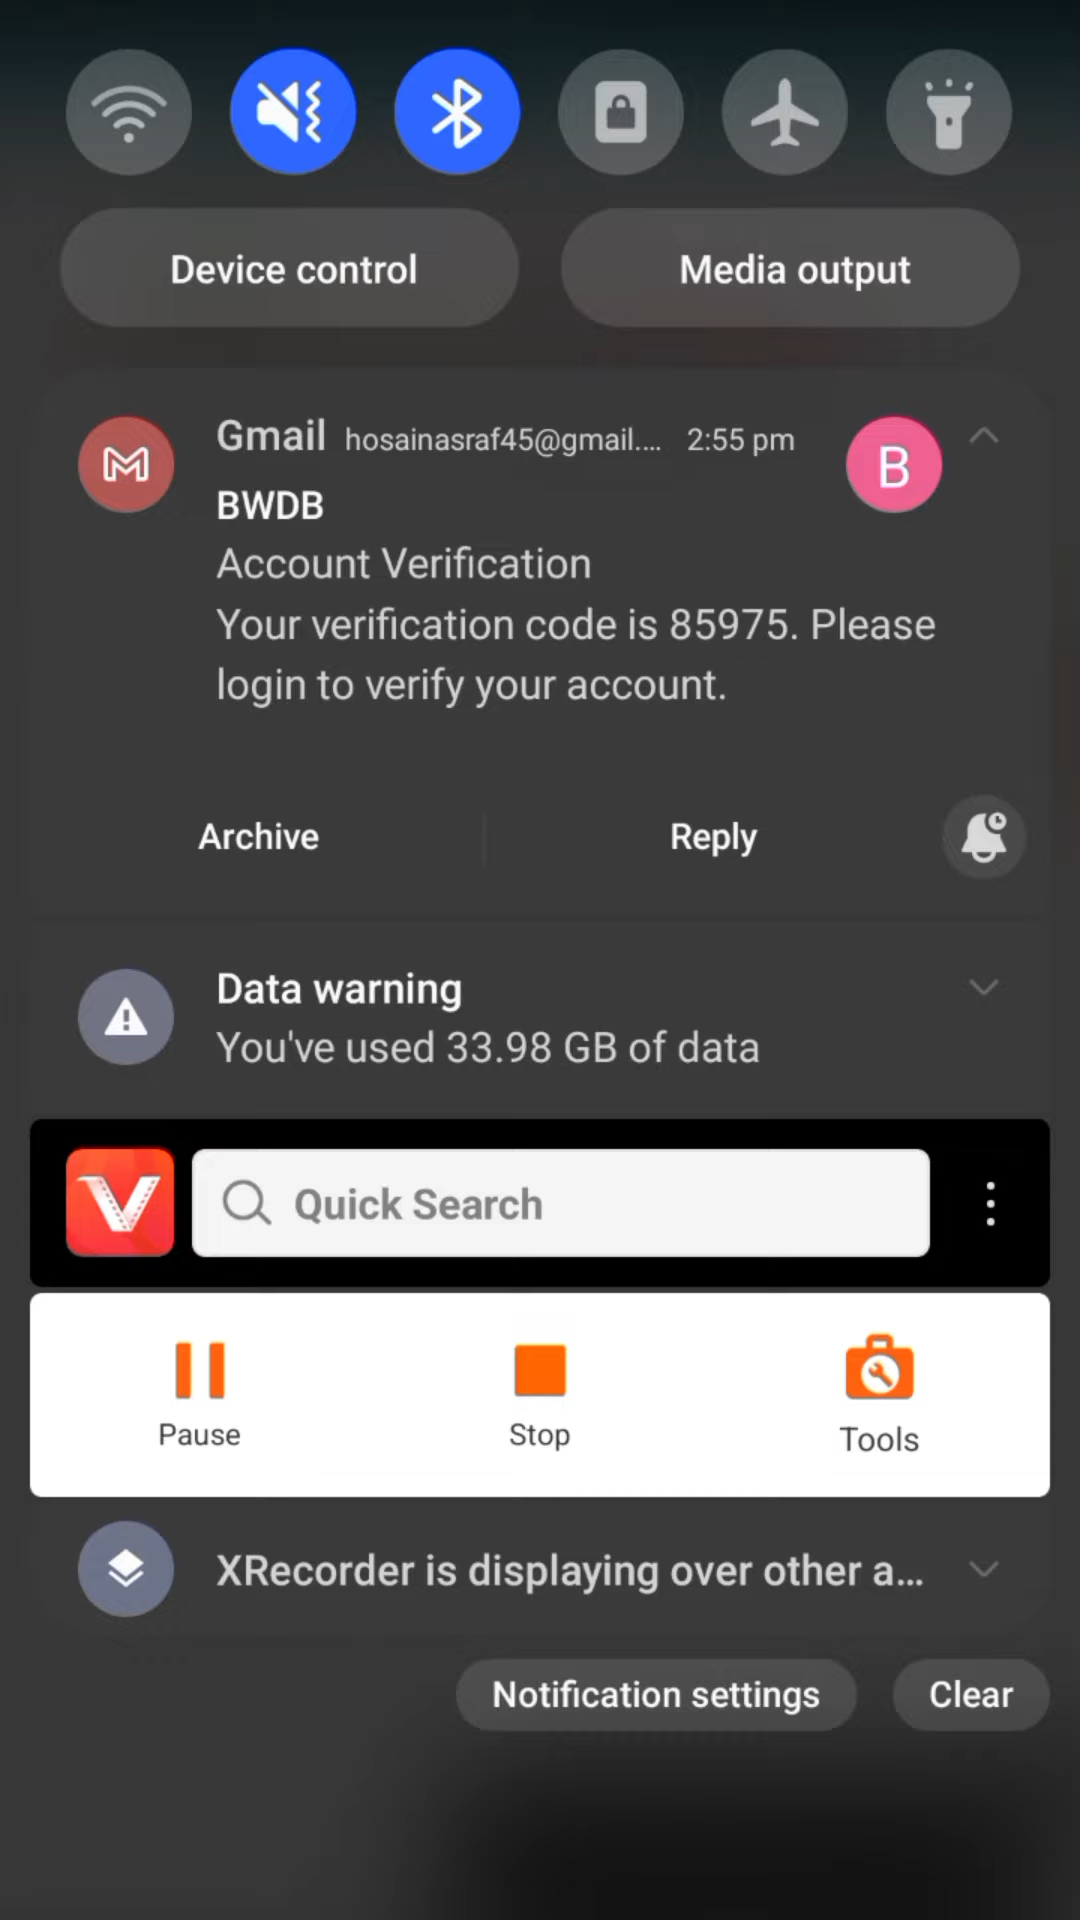 Device control
Media output
Gmail hosainasraf45@gmail.... 2:55 pm
B
BWDB
Account Verification
Your verification code is 85975. Please
login to verify your account.
Archive
Reply
Data warning
You've used 33.98 GB of data
Quick Search
Pause
Stop
Tools
XRecorder is displaying over other a...
Notification settings
Clear